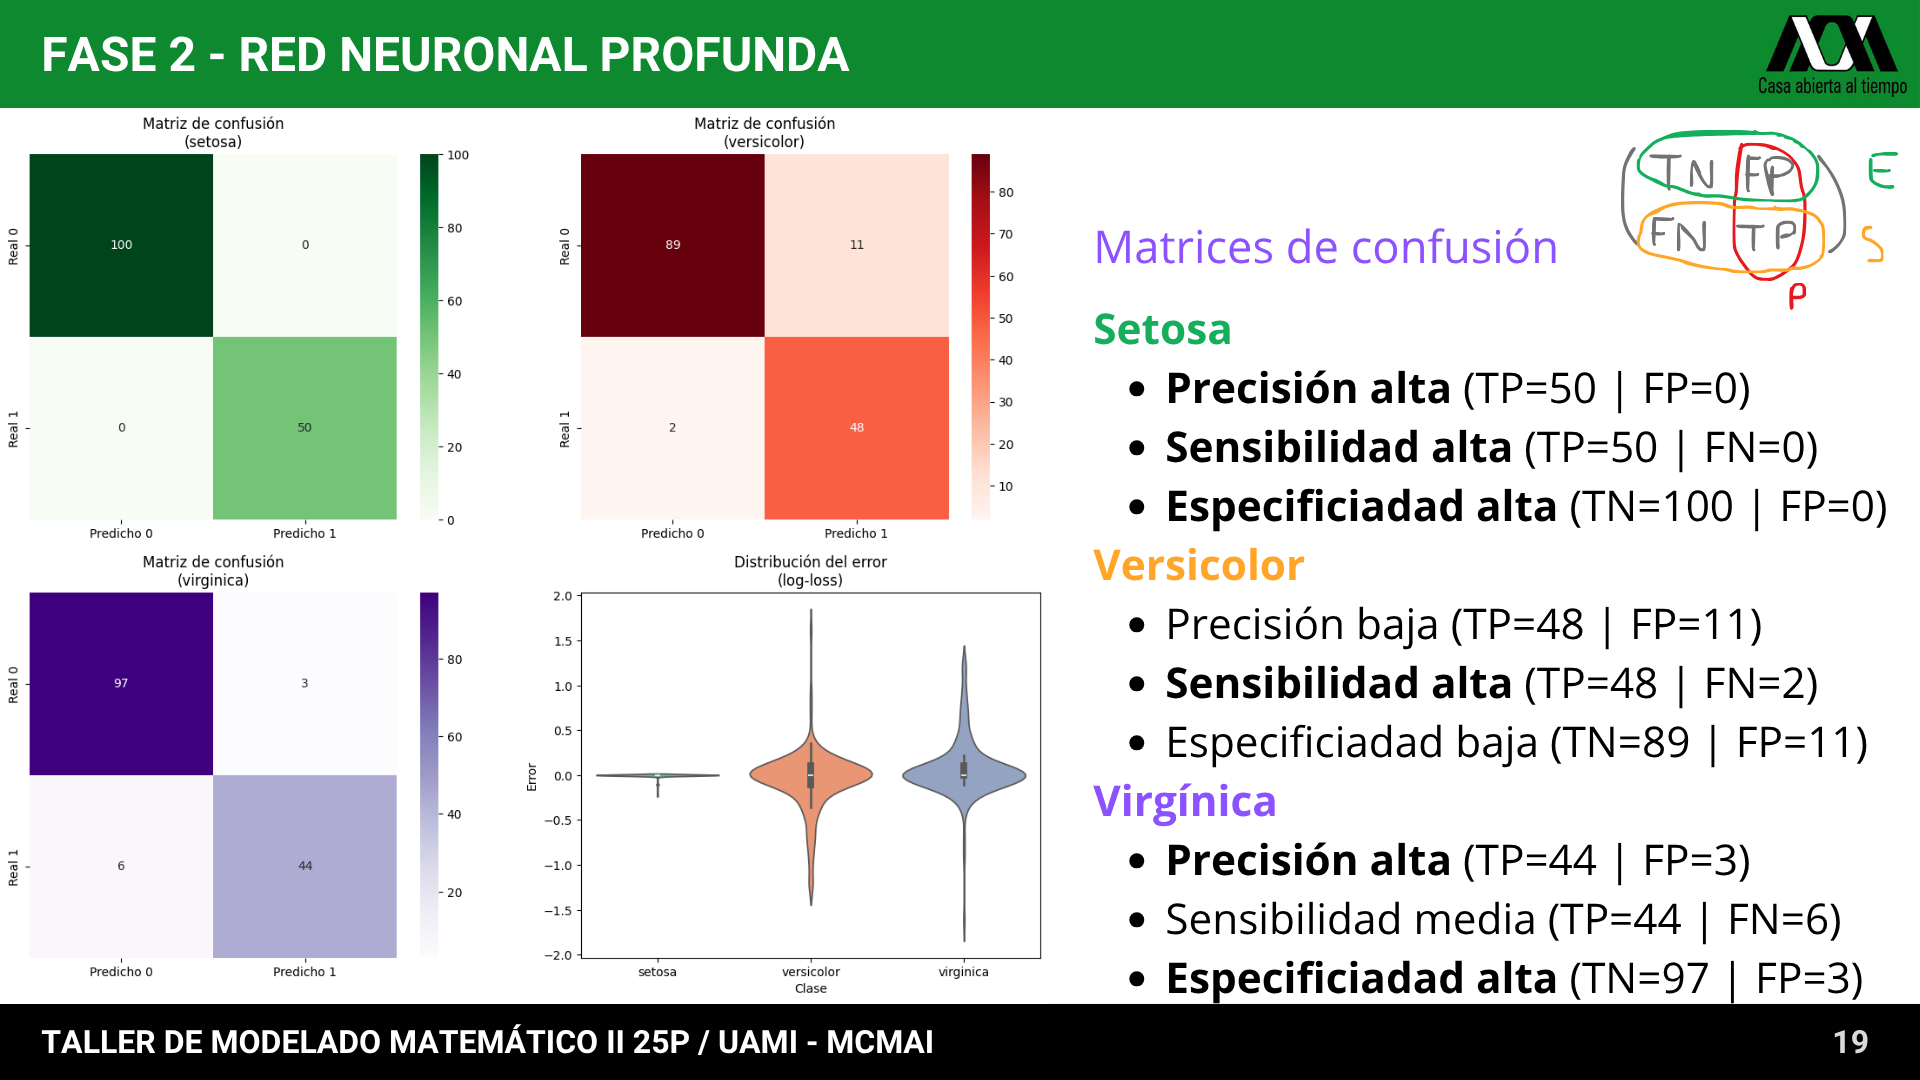 FASE 2 - RED NEURONAL PROFUNDA
Casa abierta al tiempo
Matriz de confusión
(setosa)
Real 0
Real 1
100
0
0
50
Predicho 0
Predicho 1
100
80
60
40
20
0
Matriz de confusión
(versicolor)
Real 0
Real 1
89
11
2
48
Predicho 0
Predicho 1
80
70
60
50
40
30
20
10
Matriz de confusión
(virginica)
Real 0
Real 1
97
3
6
44
Predicho 0
Predicho 1
80
60
40
20
Distribución del error
(log-loss)
Error
2.0
1.5
1.0
0.5
0.0
−0.5
−1.0
−1.5
−2.0
setosa
versicolor
virginica
Clase
TN FP E
FN TP S
P
Matrices de confusión
Setosa
• Precisión alta (TP=50 | FP=0)
• Sensibilidad alta (TP=50 | FN=0)
• Especificiadad alta (TN=100 | FP=0)
Versicolor
• Precisión baja (TP=48 | FP=11)
• Sensibilidad alta (TP=48 | FN=2)
• Especificiadad baja (TN=89 | FP=11)
Virgínica
• Precisión alta (TP=44 | FP=3)
• Sensibilidad media (TP=44 | FN=6)
• Especificiadad alta (TN=97 | FP=3)
TALLER DE MODELADO MATEMÁTICO II 25P / UAMI - MCMAI
19